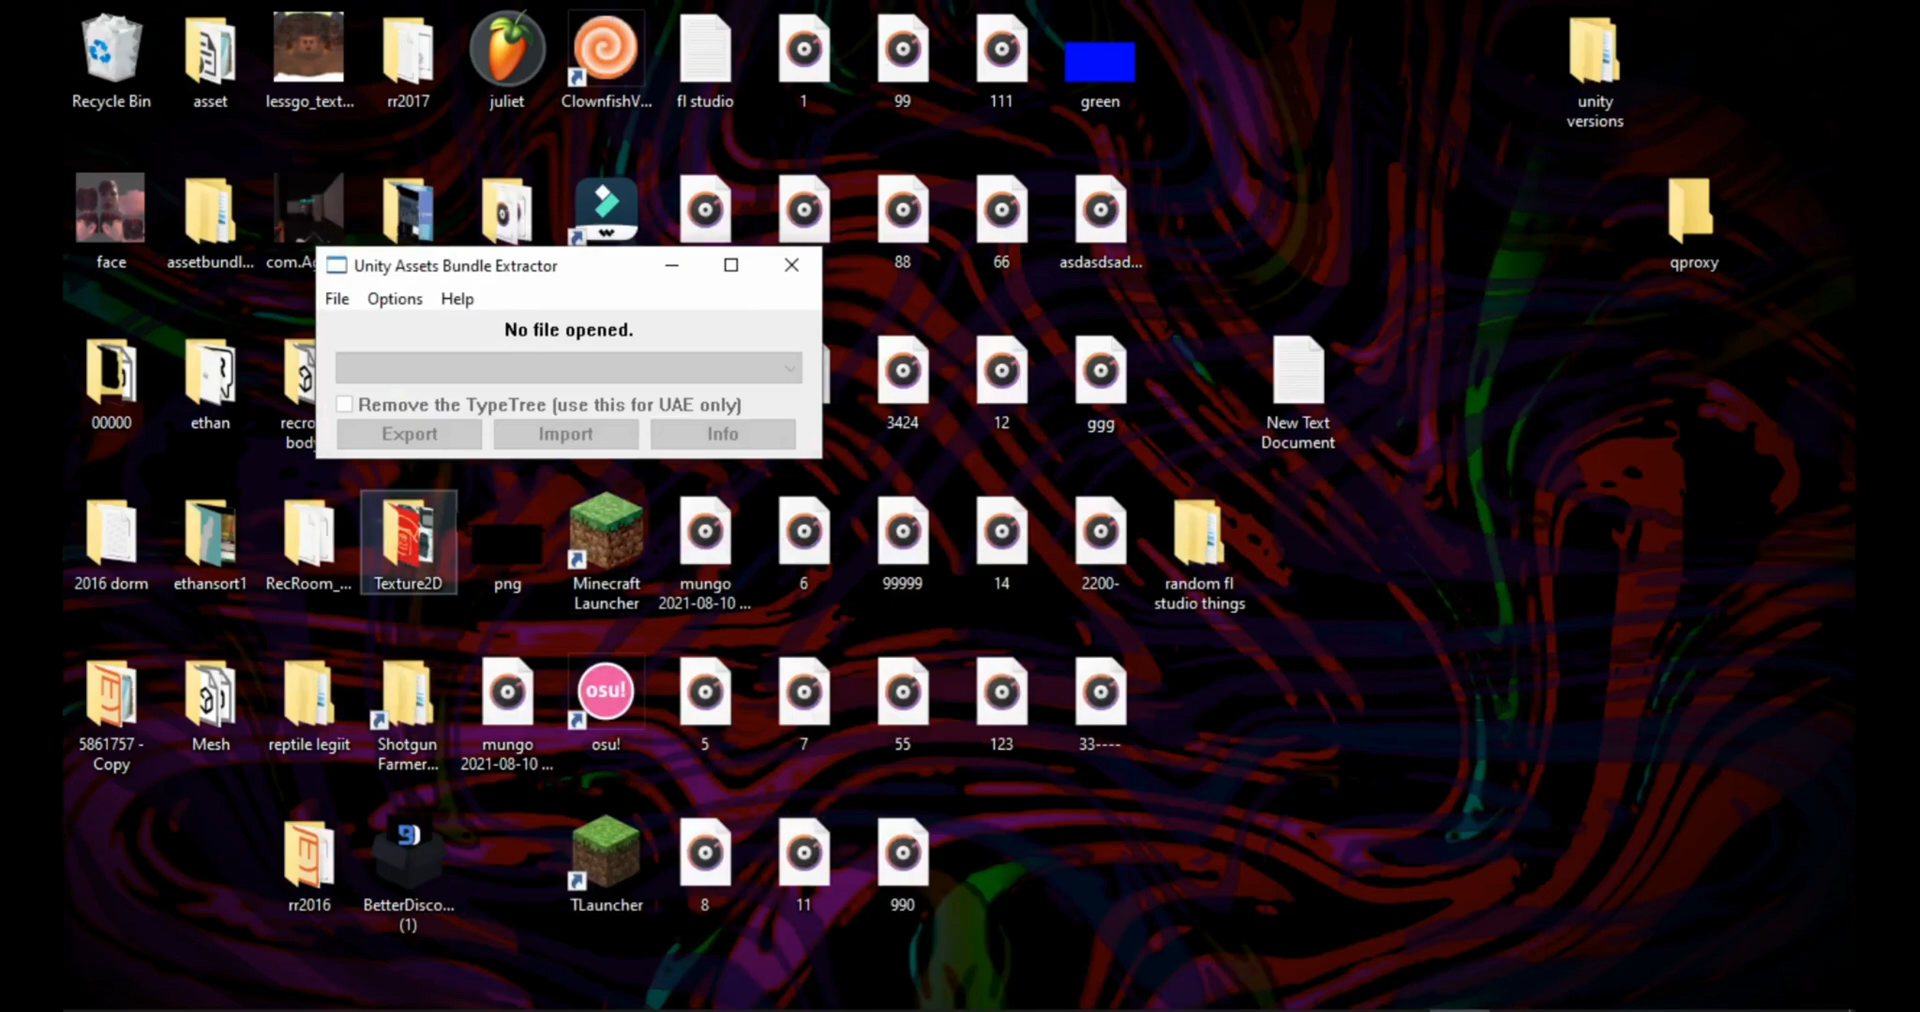 Recycle Bin
asset
lessgo_text...
rr2017
juliet
ClownfishV...
fl studio
1
99
111
green
unity
versions
face
assetbundl...
com.Ag
88
66
asdasdsad...
qproxy
Unity Assets Bundle Extractor
File
Options
Help
No file opened.
Remove the TypeTree (use this for UAE only)
Export
Import
Info
00000
ethan
recro
body
3424
12
ggg
New Text
Document
2016 dorm
ethansort1
RecRoom_...
Texture2D
png
Minecraft
Launcher
mungo
2021-08-10 ...
6
99999
14
2200-
random fl
studio things
5861757 -
Copy
Mesh
reptile legiit
Shotgun
Farmer...
mungo
2021-08-10 ...
osu!
osu!
5
7
55
123
33----
rr2016
BetterDisco...
(1)
TLauncher
8
11
990